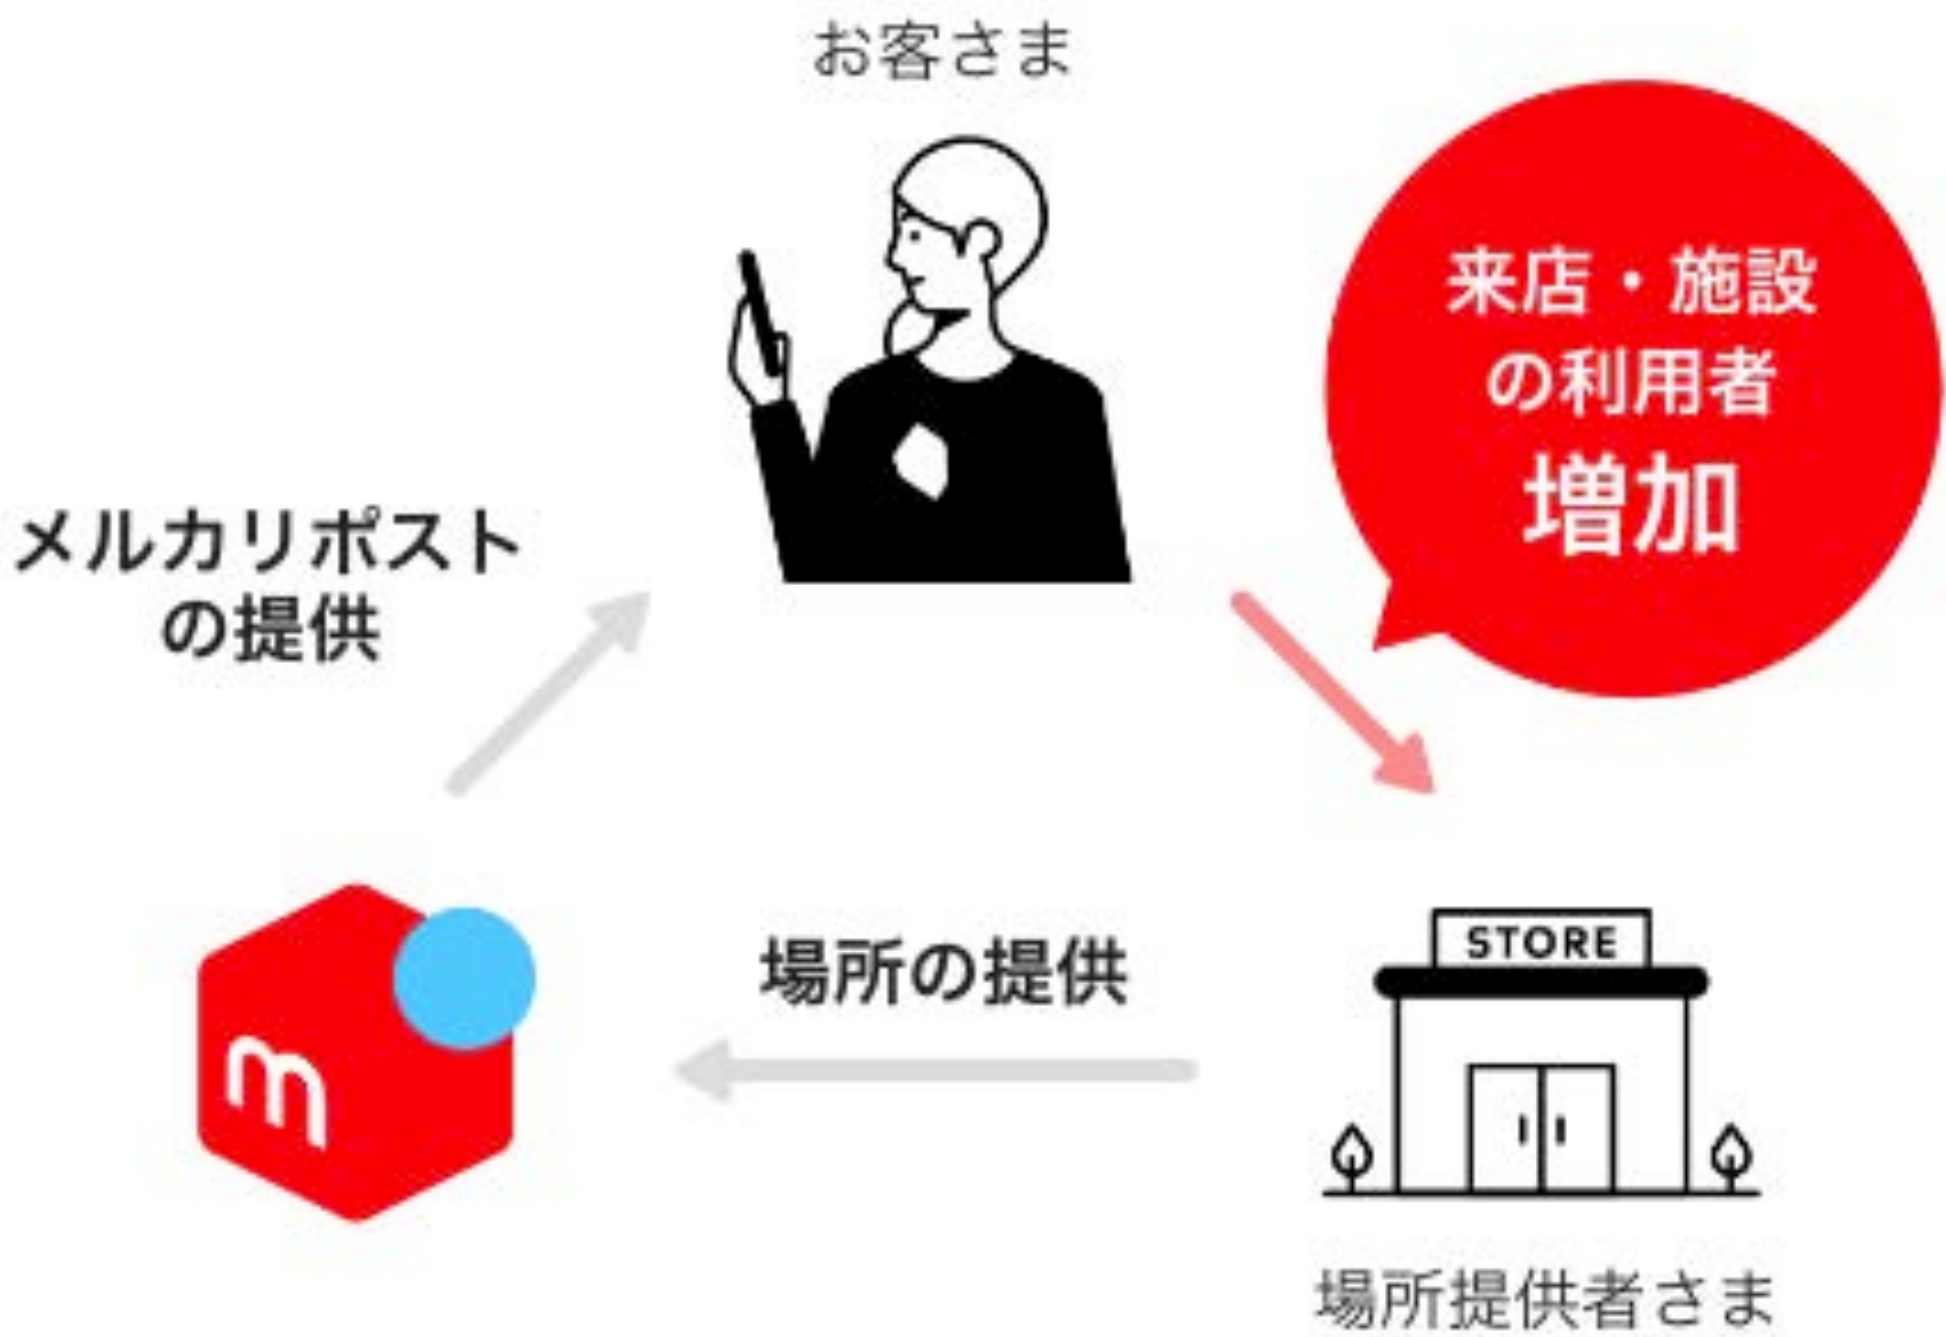 お客さま
来店・施設
の利用者
増加
メルカリポスト
の提供
m
場所の提供
STORE
場所提供者さま